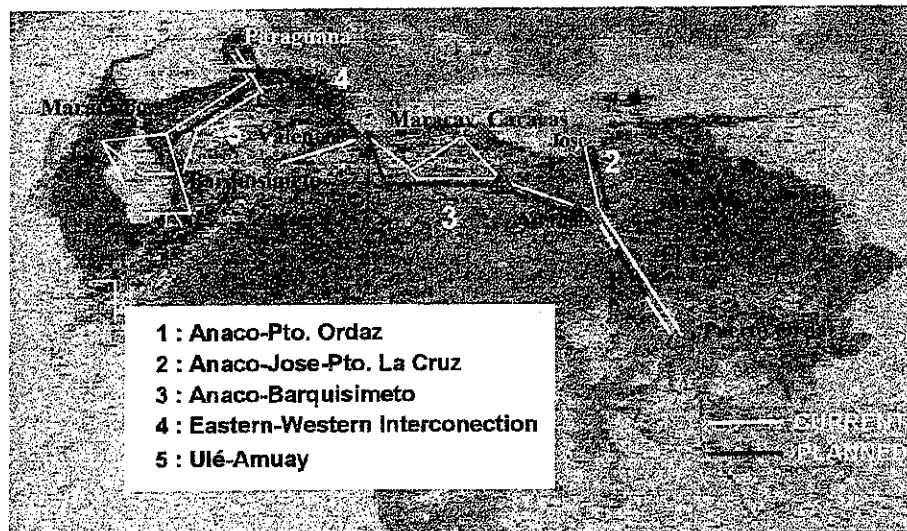 Paraguana
4
Maracaibo
Maracay Caracas
Valencia
Jose
5
2
Barquisimeto
3
Anaco
Puerto Ordaz
1 : Anaco-Pto. Ordaz
2 : Anaco-Jose-Pto. La Cruz
3 : Anaco-Barquisimeto
4 : Eastern-Western Interconection
5 : Ulé-Amuay
CURRENT
PLANNED